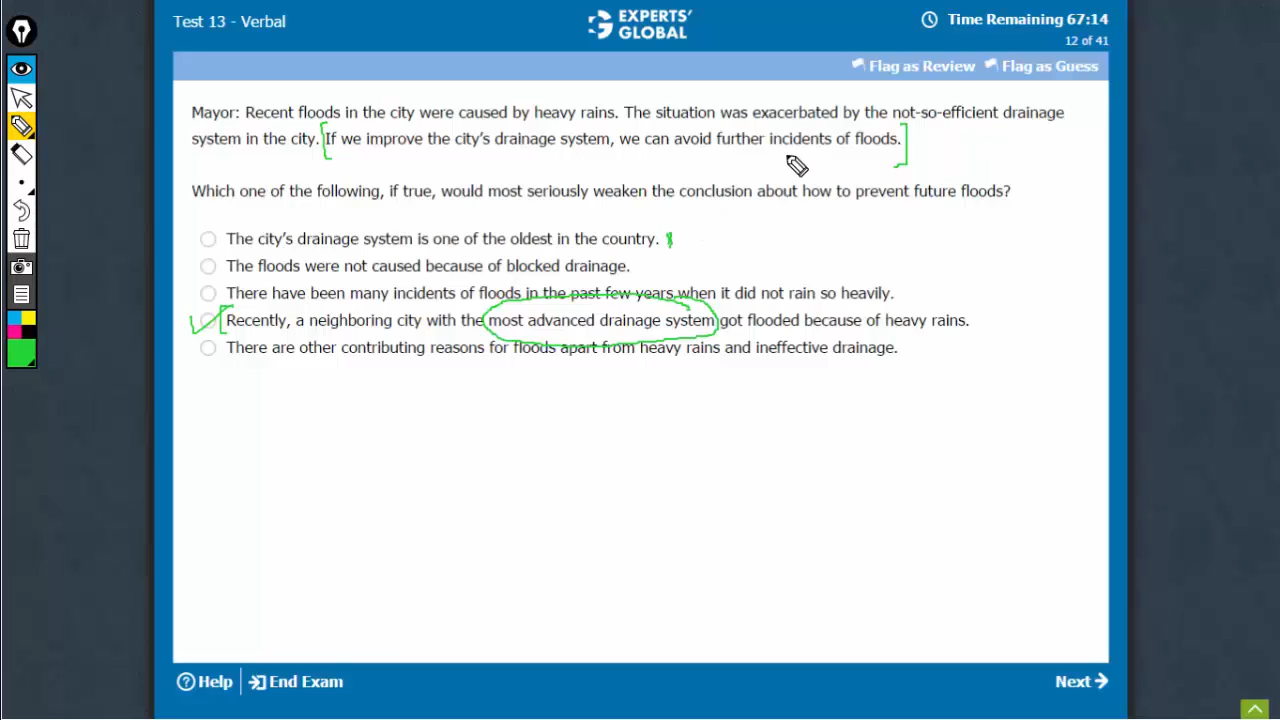 Test 13 - Verbal
EXPERTS'
GLOBAL
Time Remaining 67:14
12 of 41
Flag as Review
Flag as Guess
Mayor: Recent floods in the city were caused by heavy rains. The situation was exacerbated by the not-so-efficient drainage
system in the city. If we improve the city's drainage system, we can avoid further incidents of floods.
Which one of the following, if true, would most seriously weaken the conclusion about how to prevent future floods?
The city's drainage system is one of the oldest in the country.
The floods were not caused because of blocked drainage.
There have been many incidents of floods in the past few years when it did not rain so heavily.
Recently, a neighboring city with the most advanced drainage system got flooded because of heavy rains.
There are other contributing reasons for floods apart from heavy rains and ineffective drainage.
Help
End Exam
Next